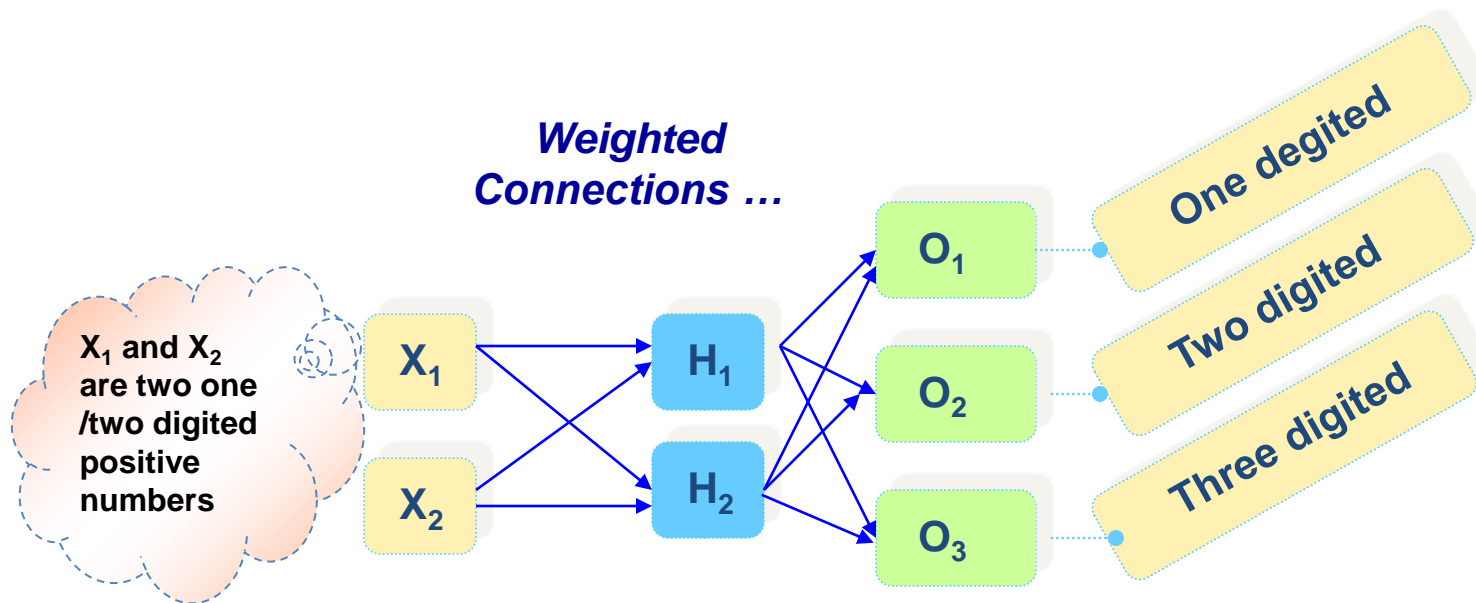 Weighted
Connections …
X₁ and X₂
are two one
/two digited
positive
numbers
X₁
X₂
H₁
H₂
O₁
O₂
O₃
One degited
Two digited
Three digited